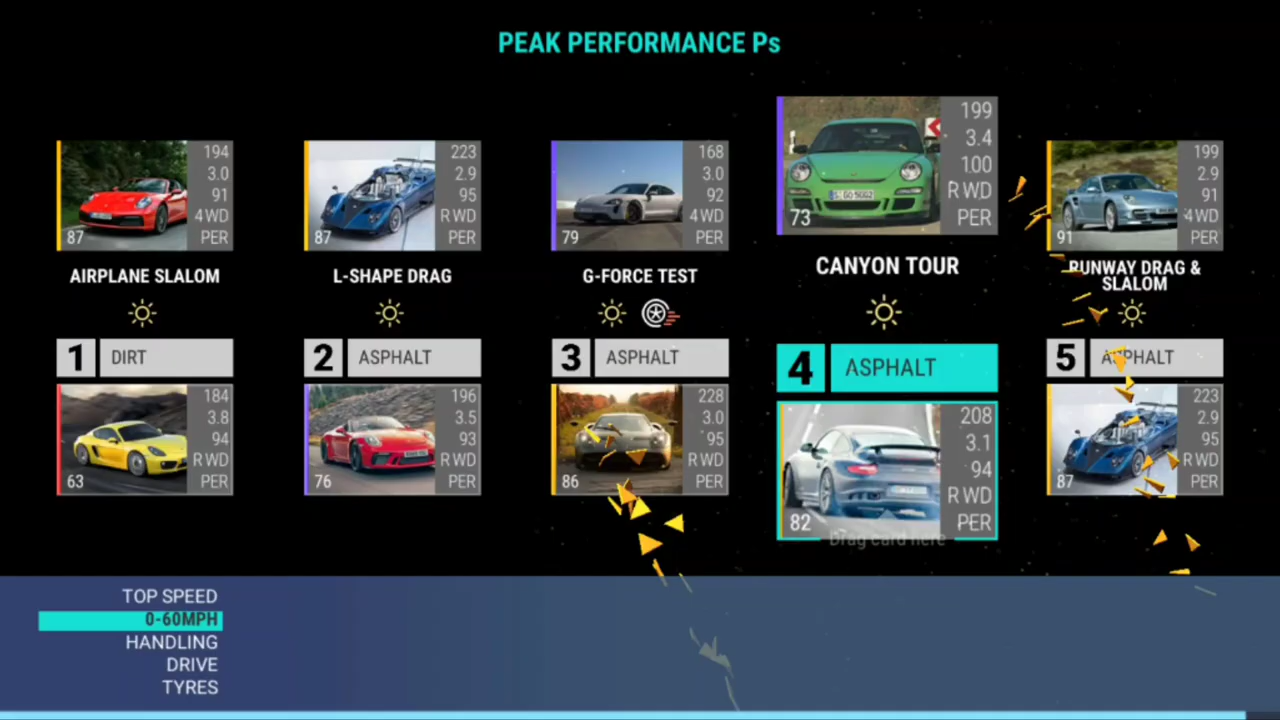 PEAK PERFORMANCE Ps
194
3.0
91
4WD
PER
87
223
2.9
95
RWD
PER
87
168
3.0
92
4WD
PER
79
199
3.4
100
RWD
PER
73
199
2.9
91
4WD
PER
91
AIRPLANE SLALOM
L-SHAPE DRAG
G-FORCE TEST
CANYON TOUR
RUNWAY DRAG &
SLALOM
1 DIRT
2 ASPHALT
3 ASPHALT
4 ASPHALT
5 ASPHALT
184
3.8
94
RWD
PER
63
196
3.5
93
RWD
PER
76
228
3.0
95
RWD
PER
86
208
3.1
94
RWD
PER
82
Drag card here
223
2.9
95
RWD
PER
87
TOP SPEED
0-60MPH
HANDLING
DRIVE
TYRES